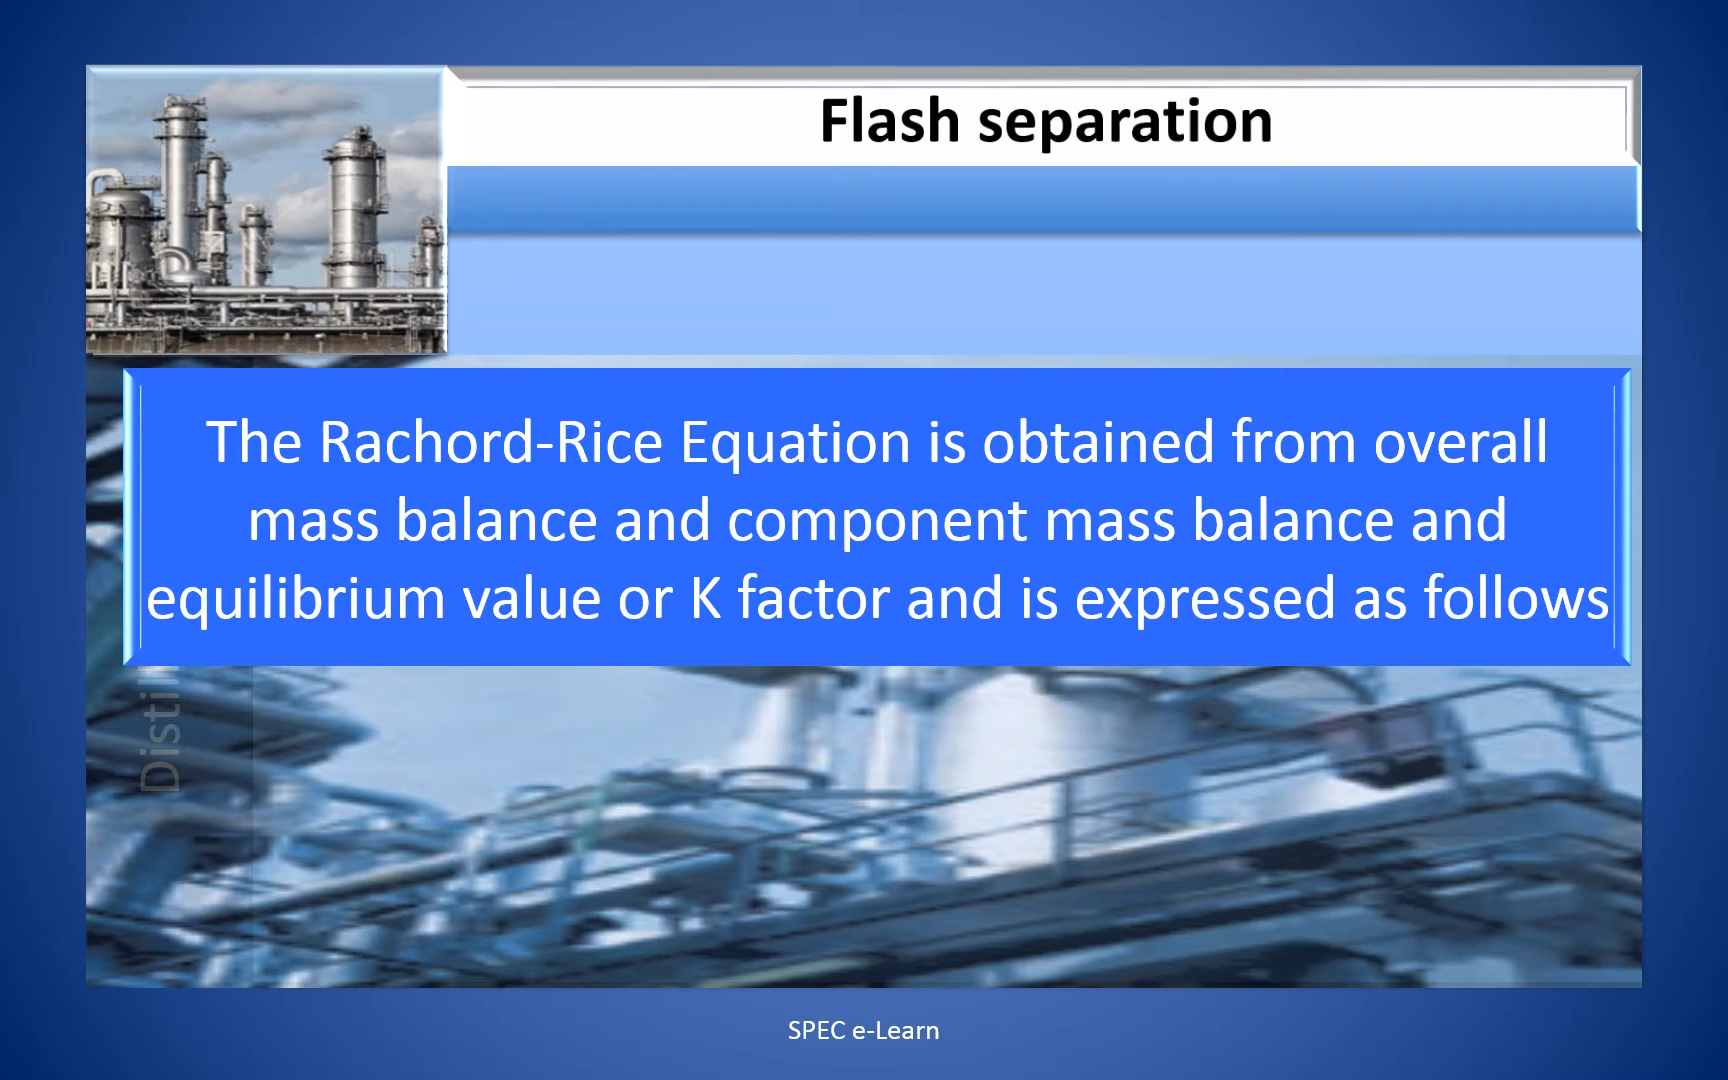 Flash separation
The Rachord-Rice Equation is obtained from overall
mass balance and component mass balance and
equilibrium value or K factor and is expressed as follows
Disti
SPEC e-Learn